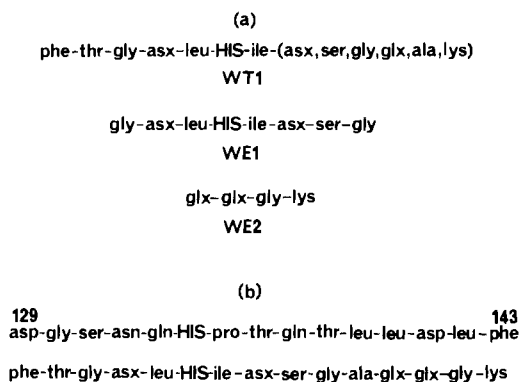 (a)
phe-thr-gly-asx-leu-HIS-ile-(asx,ser,gly,glx,ala,lys)
WT1
gly-asx-leu-HIS-ile-asx-ser-gly
WE1
glx-glx-gly-lys
WE2
(b)
129 143
asp-gly-ser-asn-gln-HIS-pro-thr-gln-thr-leu-leu-asp-leu-phe
phe-thr-gly-asx-leu-HIS-ile-asx-ser-gly-ala-glx-glx-gly-lys